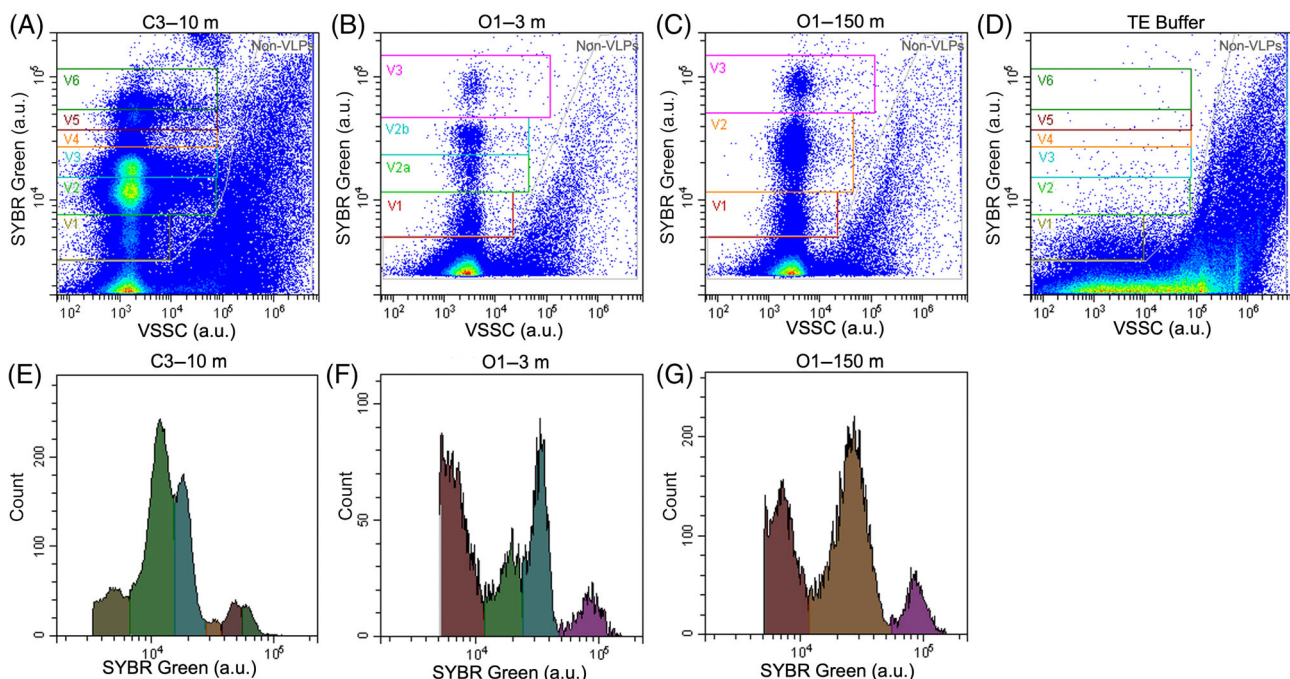 (A) C3–10 m
SYBR Green (a.u.)
10⁵
10⁴
Non-VLPs
V6
V5
V4
V3
V2
V1
10² 10³ 10⁴ 10⁵ 10⁶
VSSC (a.u.)
(B) O1–3 m
SYBR Green (a.u.)
10⁵
10⁴
Non-VLPs
V3
V2b
V2a
V1
10² 10³ 10⁴ 10⁵ 10⁶
VSSC (a.u.)
(C) O1–150 m
SYBR Green (a.u.)
10⁵
10⁴
Non-VLPs
V3
V2
V1
10² 10³ 10⁴ 10⁵ 10⁶
VSSC (a.u.)
(D) TE Buffer
SYBR Green (a.u.)
10⁵
10⁴
Non-VLPs
V6
V5
V4
V3
V2
V1
10² 10³ 10⁴ 10⁵ 10⁶
VSSC (a.u.)
(E) C3–10 m
Count
200
100
0
10⁴ 10⁵
SYBR Green (a.u.)
(F) O1–3 m
Count
100
50
0
10⁴ 10⁵
SYBR Green (a.u.)
(G) O1–150 m
Count
200
100
0
10⁴ 10⁵
SYBR Green (a.u.)